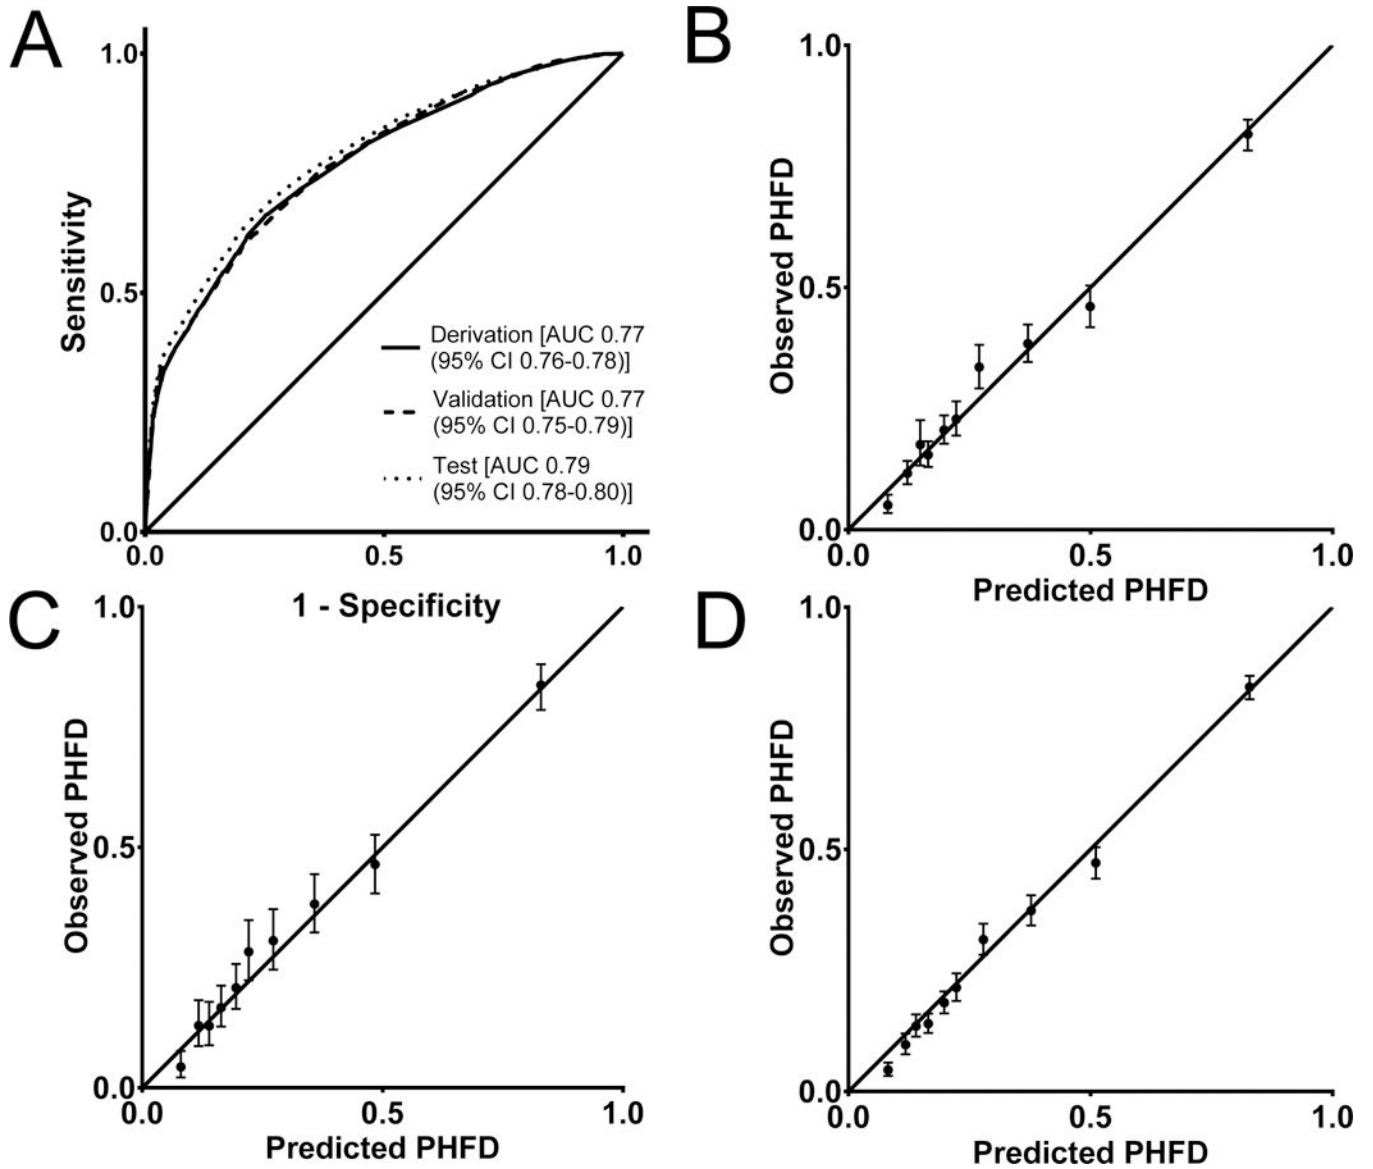 A
1.0
0.5
0.0
Sensitivity
Derivation [AUC 0.77
(95% CI 0.76-0.78)]
Validation [AUC 0.77
(95% CI 0.75-0.79)]
Test [AUC 0.79
(95% CI 0.78-0.80)]
0.0 0.5 1.0
1 - Specificity
B
1.0
0.5
0.0
Observed PHFD
0.0 0.5 1.0
Predicted PHFD
C
1.0
0.5
0.0
Observed PHFD
0.0 0.5 1.0
Predicted PHFD
D
1.0
0.5
0.0
Observed PHFD
0.0 0.5 1.0
Predicted PHFD